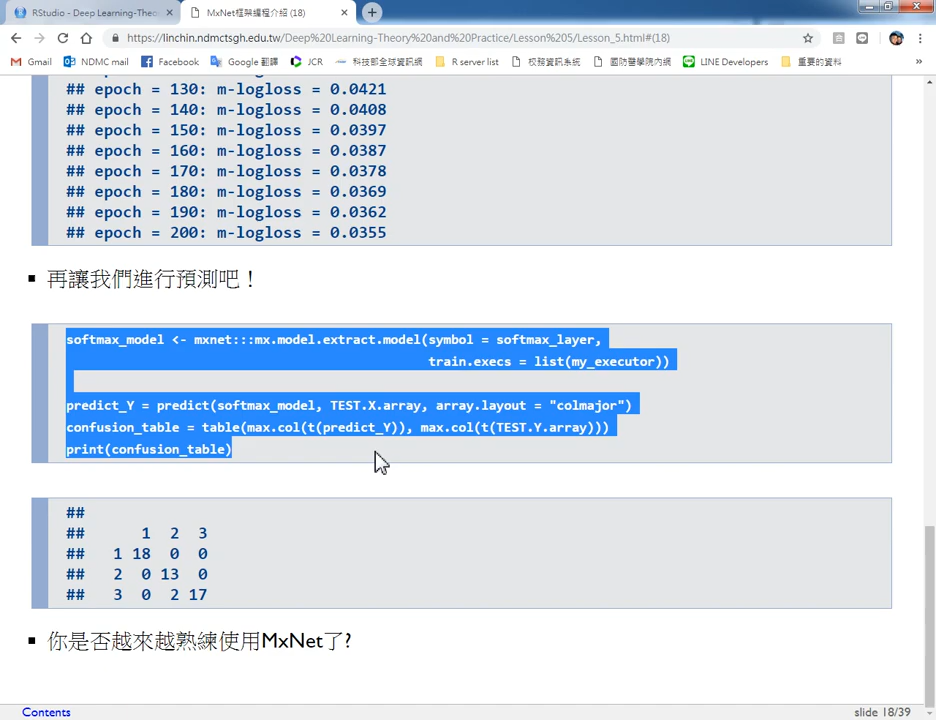 RStudio - Deep Learning-Theo
MxNet框架編程介紹 (18)
https://linchin.ndmctsgh.edu.tw/Deep%20Learning-Theory%20and%20Practice/Lesson%205/Lesson_5.html#(18)
Gmail
NDMC mail
Facebook
Google 翻譯
JCR
科技部全球資訊網
R server list
校務資訊系統
國防醫學院內網
LINE Developers
重要的資料
## epoch = 130: m-logloss = 0.0421
## epoch = 140: m-logloss = 0.0408
## epoch = 150: m-logloss = 0.0397
## epoch = 160: m-logloss = 0.0387
## epoch = 170: m-logloss = 0.0378
## epoch = 180: m-logloss = 0.0369
## epoch = 190: m-logloss = 0.0362
## epoch = 200: m-logloss = 0.0355
再讓我們進行預測吧！
softmax_model <- mxnet:::mx.model.extract.model(symbol = softmax_layer,
train.execs = list(my_executor))
predict_Y = predict(softmax_model, TEST.X.array, array.layout = "colmajor")
confusion_table = table(max.col(t(predict_Y)), max.col(t(TEST.Y.array)))
print(confusion_table)
##
## 1 2 3
## 1 18 0 0
## 2 0 13 0
## 3 0 2 17
你是否越來越熟練使用MxNet了?
Contents
slide 18/39